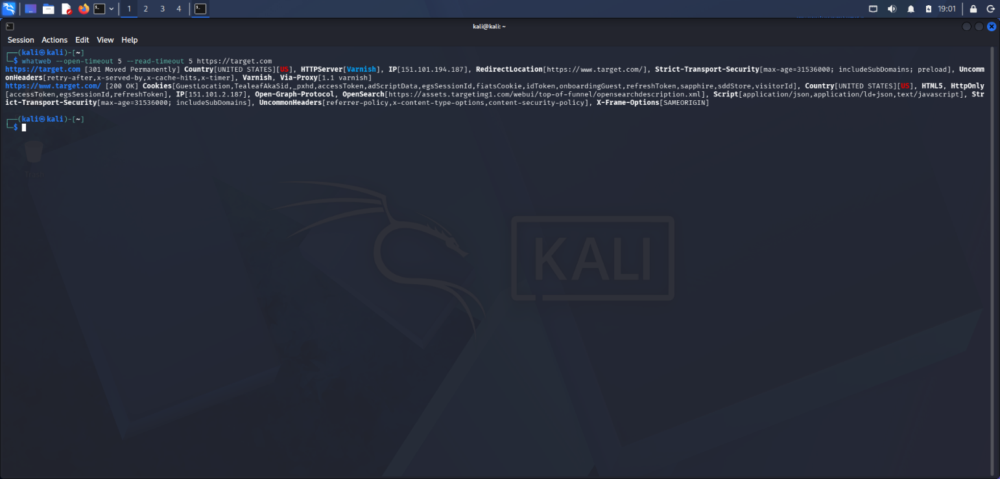 1 2 3 4 19:01
kali@kali: ~
Session Actions Edit View Help
┌──(kali㉿kali)-[~]
└─$ whatweb --open-timeout 5 --read-timeout 5 https://target.com
https://target.com [301 Moved Permanently] Country[UNITED STATES][US], HTTPServer[Varnish], IP[151.101.194.187], RedirectLocation[https://www.target.com/], Strict-Transport-Security[max-age=31536000; includeSubDomains; preload], Uncomm
onHeaders[retry-after,x-served-by,x-cache-hits,x-timer], Varnish, Via-Proxy[1.1 varnish]
https://www.target.com/ [200 OK] Cookies[GuestLocation,TealeafAkaSid,_pxhd,accessToken,adScriptData,egsSessionId,fiatsCookie,idToken,onboardingGuest,refreshToken,sapphire,sddStore,visitorId], Country[UNITED STATES][US], HTML5, HttpOnly
[accessToken,egsSessionId,refreshToken], IP[151.101.2.187], Open-Graph-Protocol, OpenSearch[https://assets.targetimg1.com/webui/top-of-funnel/opensearchdescription.xml], Script[application/json,application/ld+json,text/javascript], Str
ict-Transport-Security[max-age=31536000; includeSubDomains], UncommonHeaders[referrer-policy,x-content-type-options,content-security-policy], X-Frame-Options[SAMEORIGIN]
┌──(kali㉿kali)-[~]
└─$
Trash
KALI